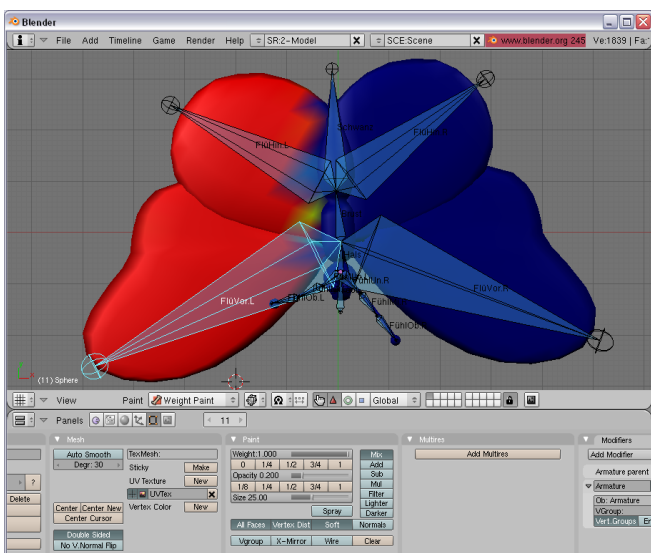 Blender
File Add Timeline Game Render Help SR:2-Model SCE:Scene www.blender.org 245 Ve:1839 | Fa:
FlüHin.L
FlüVor.L
FlüVor.R
FühlUn.R
FühlOb.L
(11) Sphere
View Paint Weight Paint Global
Panels 11
Mesh
Auto Smooth
Degr: 30
TexMesh:
Sticky Make
UV Texture New
UVTex
Vertex Color New
Center Center New
Center Cursor
Double Sided
No V.Normal Flip
?
Delete
Paint
Weight:1.000
0 1/4 1/2 3/4 1
Opacity 0.200
1/8 1/4 1/2 3/4 1
Size 25.00
Spray
Mix
Add
Sub
Mul
Filter
Lighter
Darker
All Faces Vertex Dist Soft Normals
Vgroup X-Mirror Wire Clear
Multires
Add Multires
Modifiers
Add Modifier
Armature parent
Armature
Ob: Armature
VGroup:
Vert.Groups En